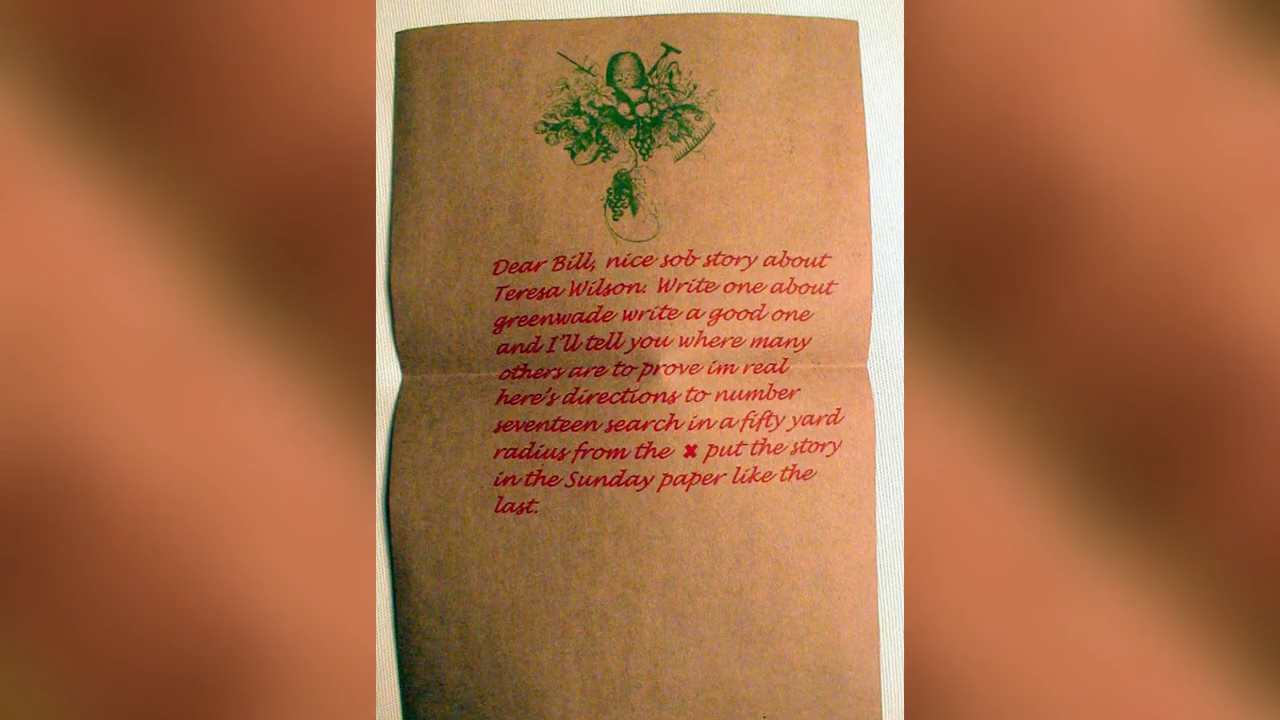 Dear Bill, nice sob story about
Teresa Wilson. Write one about
greenwade write a good one
and I'll tell you where many
others are to prove im real
here's directions to number
seventeen search in a fifty yard
radius from the ✖ put the story
in the Sunday paper like the
last.